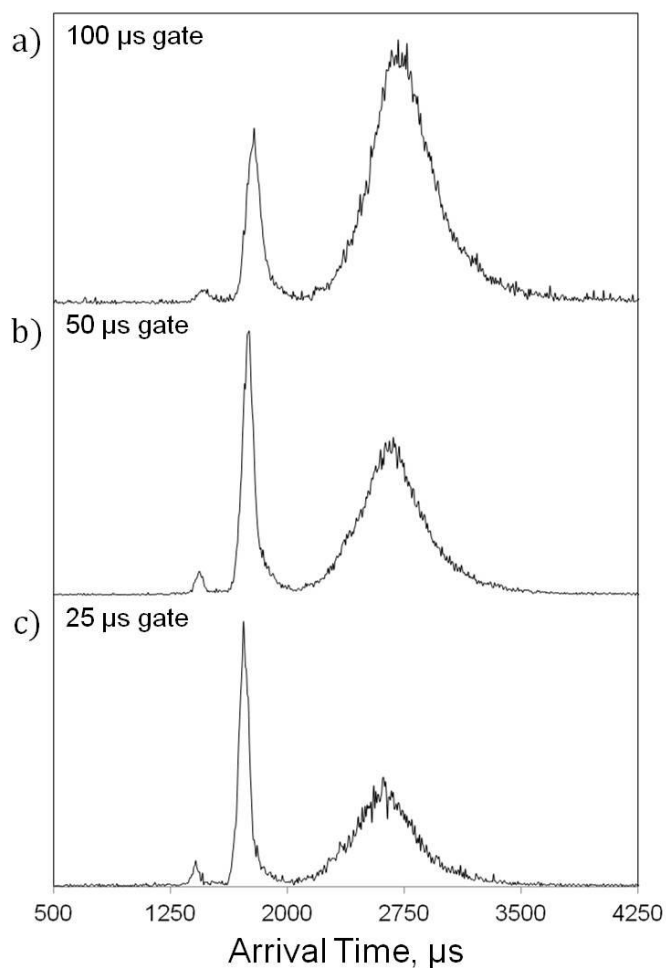 a)
100 µs gate
b)
50 µs gate
c)
25 µs gate
500 1250 2000 2750 3500 4250
Arrival Time, µs